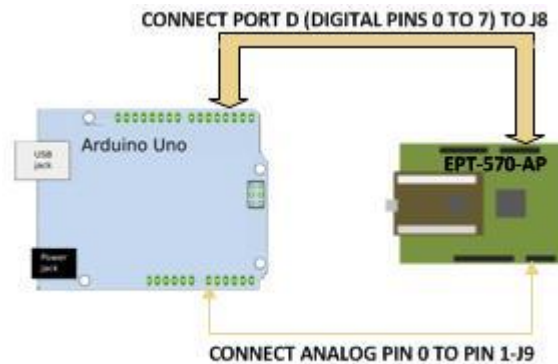 CONNECT PORT D (DIGITAL PINS 0 TO 7) TO J8
Arduino Uno
USB
jack
EPT-570-AP
Power
jack
CONNECT ANALOG PIN 0 TO PIN 1-J9